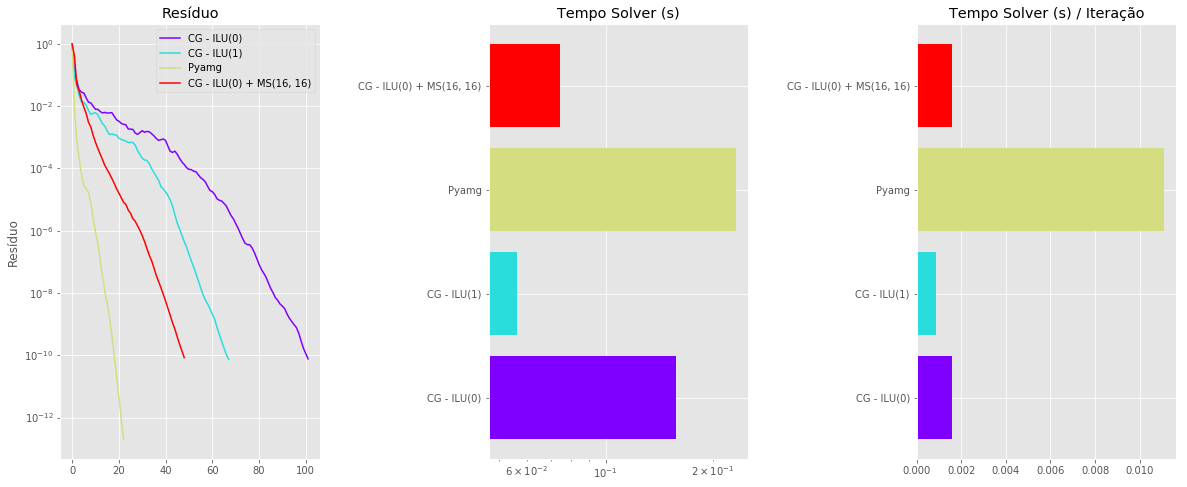 Resíduo
Resíduo
10^0
10^-2
10^-4
10^-6
10^-8
10^-10
10^-12
0
20
40
60
80
100
CG - ILU(0)
CG - ILU(1)
Pyamg
CG - ILU(0) + MS(16, 16)
Tempo Solver (s)
CG - ILU(0) + MS(16, 16)
Pyamg
CG - ILU(1)
CG - ILU(0)
6 × 10^-2
10^-1
2 × 10^-1
Tempo Solver (s) / Iteração
CG - ILU(0) + MS(16, 16)
Pyamg
CG - ILU(1)
CG - ILU(0)
0.000
0.002
0.004
0.006
0.008
0.010